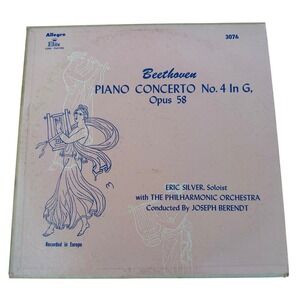 Allegro
Elite
3076
Beethoven
PIANO CONCERTO No. 4 In G,
Opus 58
ERIC SILVER, Soloist
with THE PHILHARMONIC ORCHESTRA
Conducted By JOSEPH BERENDT
Recorded in Europe